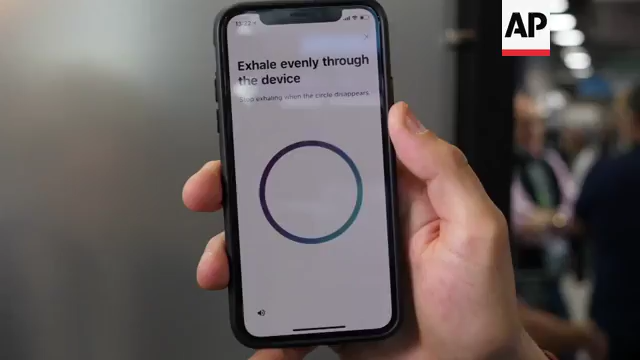 AP
Exhale evenly through
the device
Stop exhaling when the circle disappears